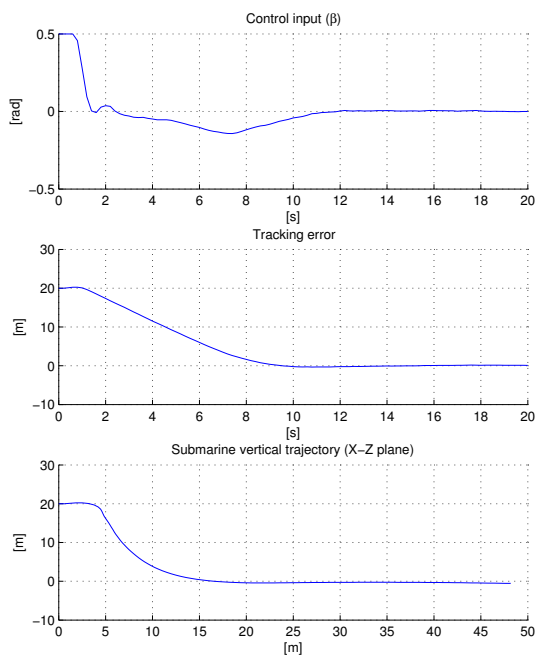 Control input (β)
0.5
0
−0.5
[rad]
0 2 4 6 8 10 12 14 16 18 20
[s]
Tracking error
30
20
10
0
−10
[m]
0 2 4 6 8 10 12 14 16 18 20
[s]
Submarine vertical trajectory (X−Z plane)
30
20
10
0
−10
[m]
0 5 10 15 20 25 30 35 40 45 50
[m]